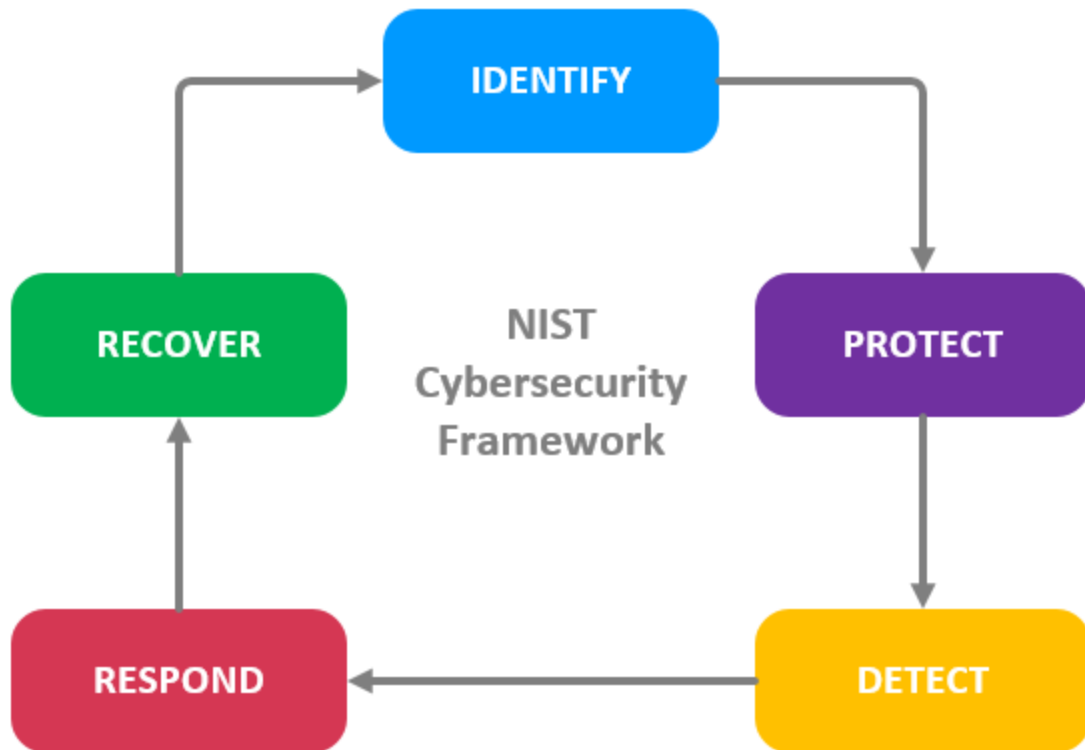 IDENTIFY
PROTECT
DETECT
RESPOND
RECOVER
NIST
Cybersecurity
Framework